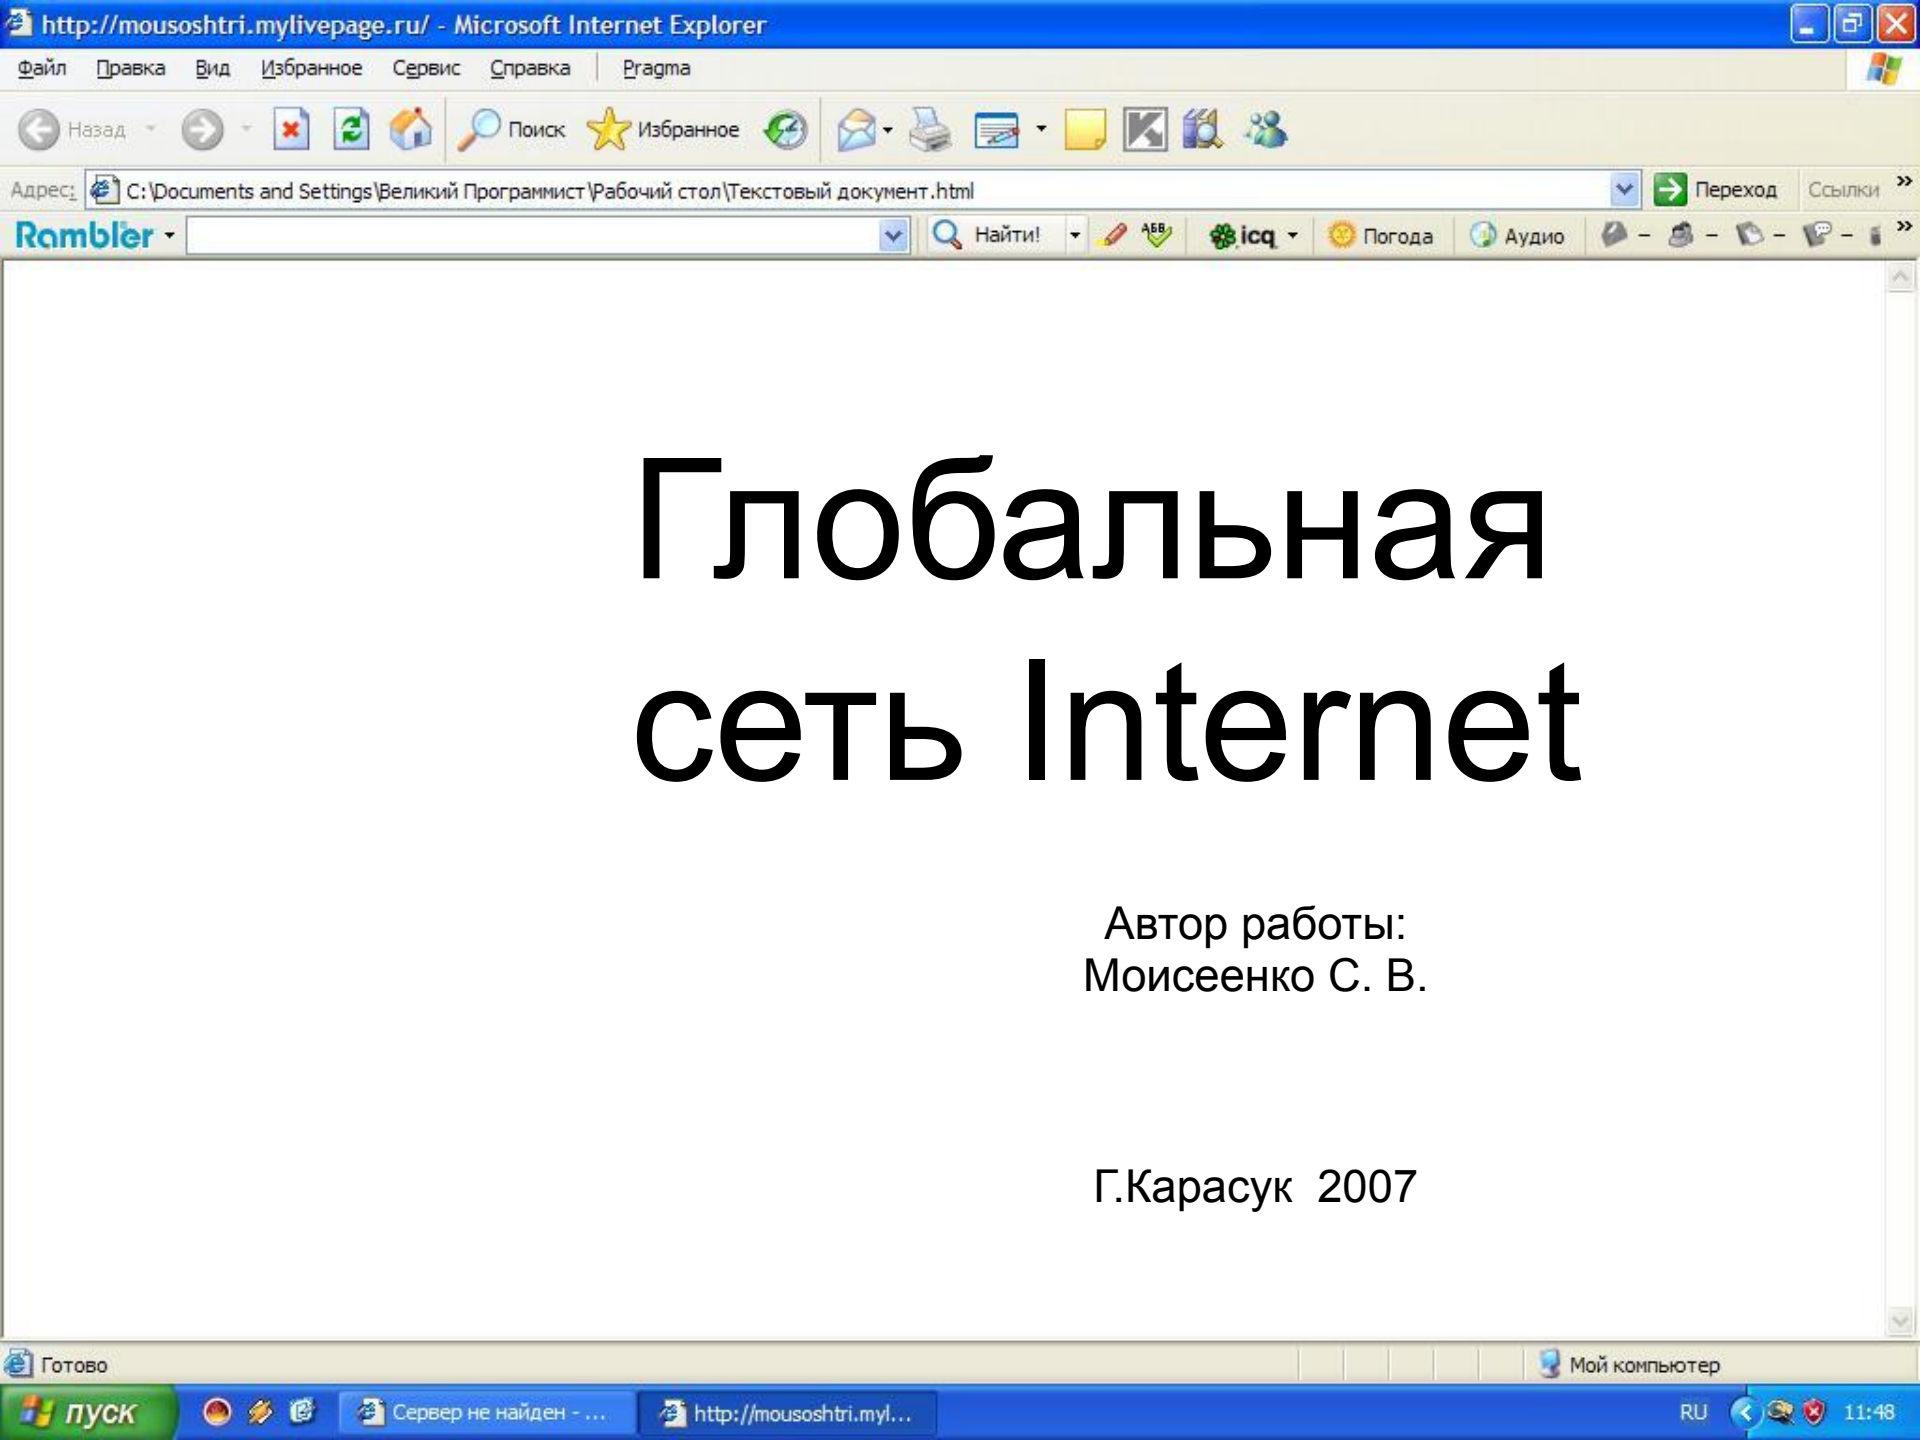 http://mousoshtri.mylivepage.ru/ - Microsoft Internet Explorer
Файл Правка Вид Избранное Сервис Справка Pragma
Назад Поиск Избранное
Адрес: C:\Documents and Settings\Великий Программист\Рабочий стол\Текстовый документ.html Переход Ссылки »
Rambler Найти! АБВ icq Погода Аудио »
Глобальная
сеть Internet
Автор работы:
Моисеенко С. В.
Г.Карасук 2007
Готово Мой компьютер
пуск Сервер не найден - ... http://mousoshtri.myl... RU 11:48